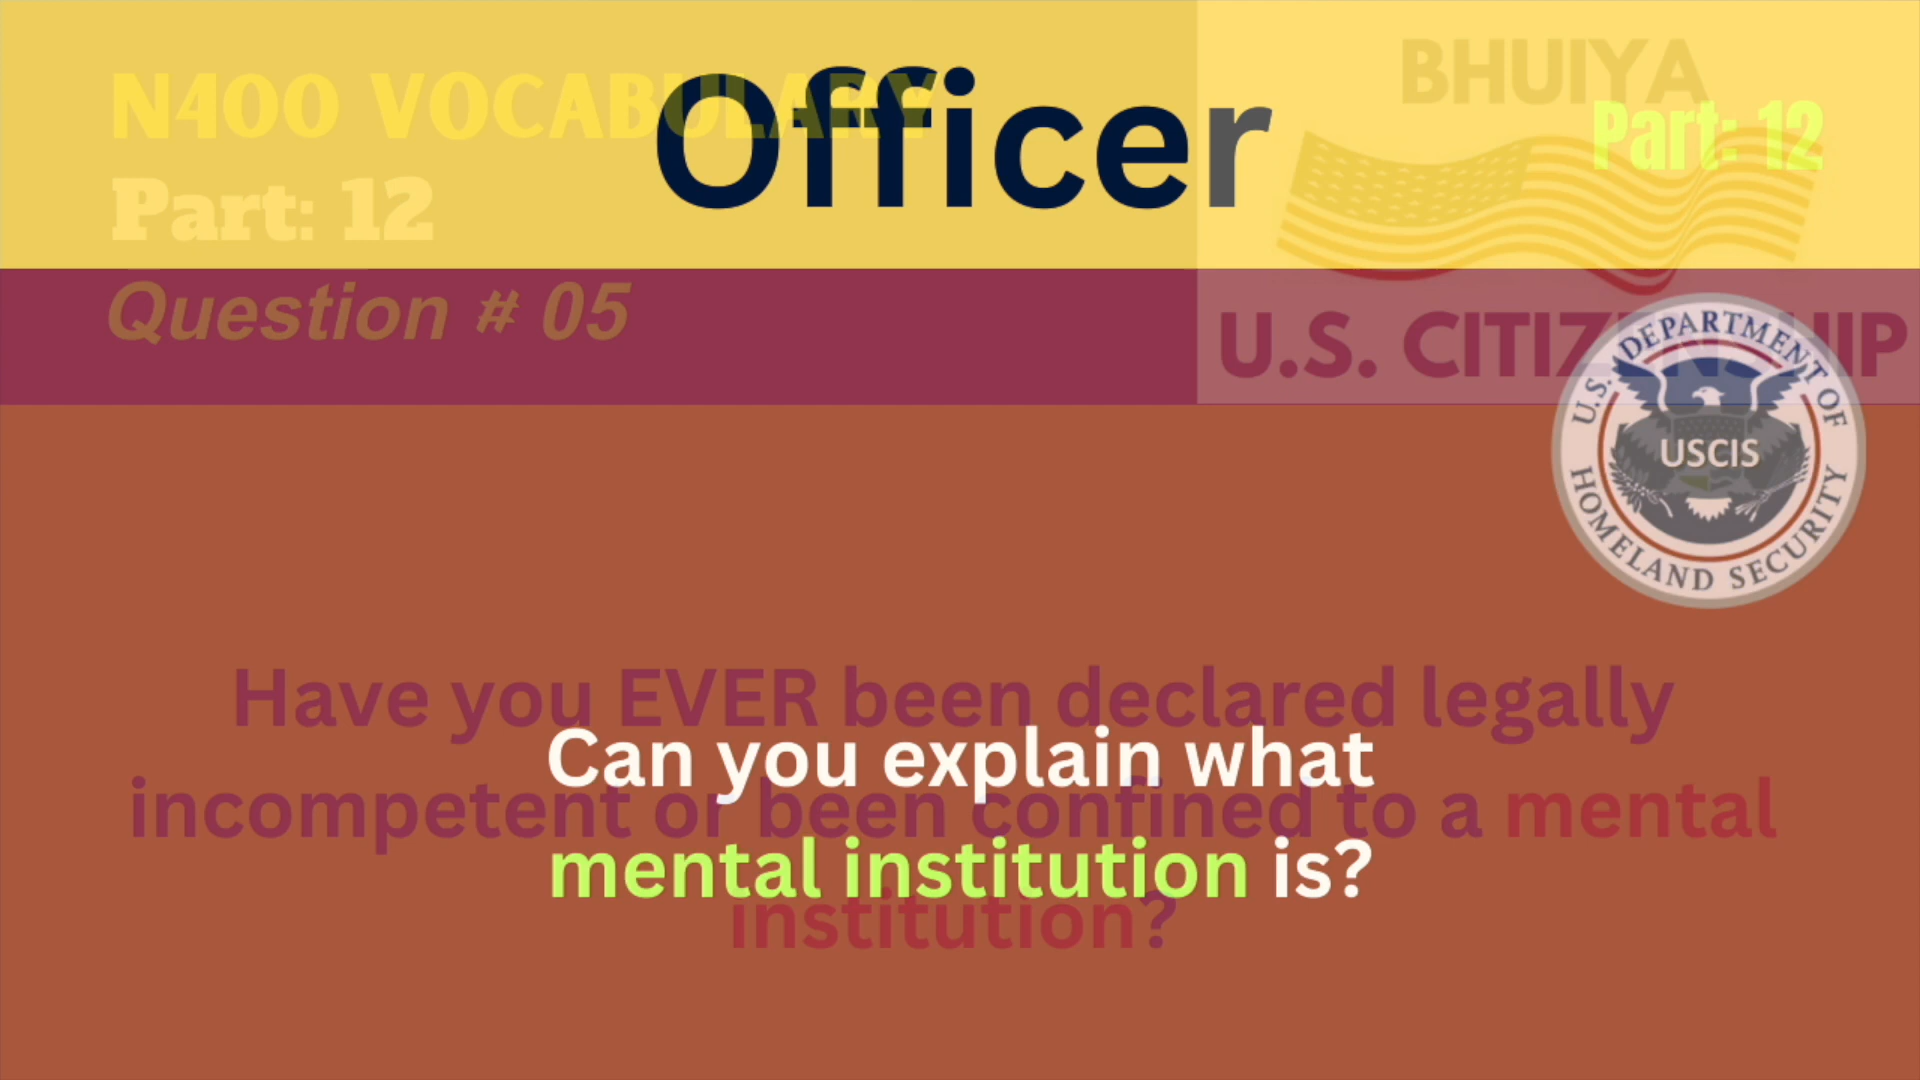 Officer
N400 VOCABULARY
Part: 12
Question # 05
BHUIYA
Part: 12
U.S. CITIZENSHIP
U.S. DEPARTMENT OF HOMELAND SECURITY
USCIS
Have you EVER been declared legally
incompetent or been confined to a mental
institution?
Can you explain what
mental institution is?